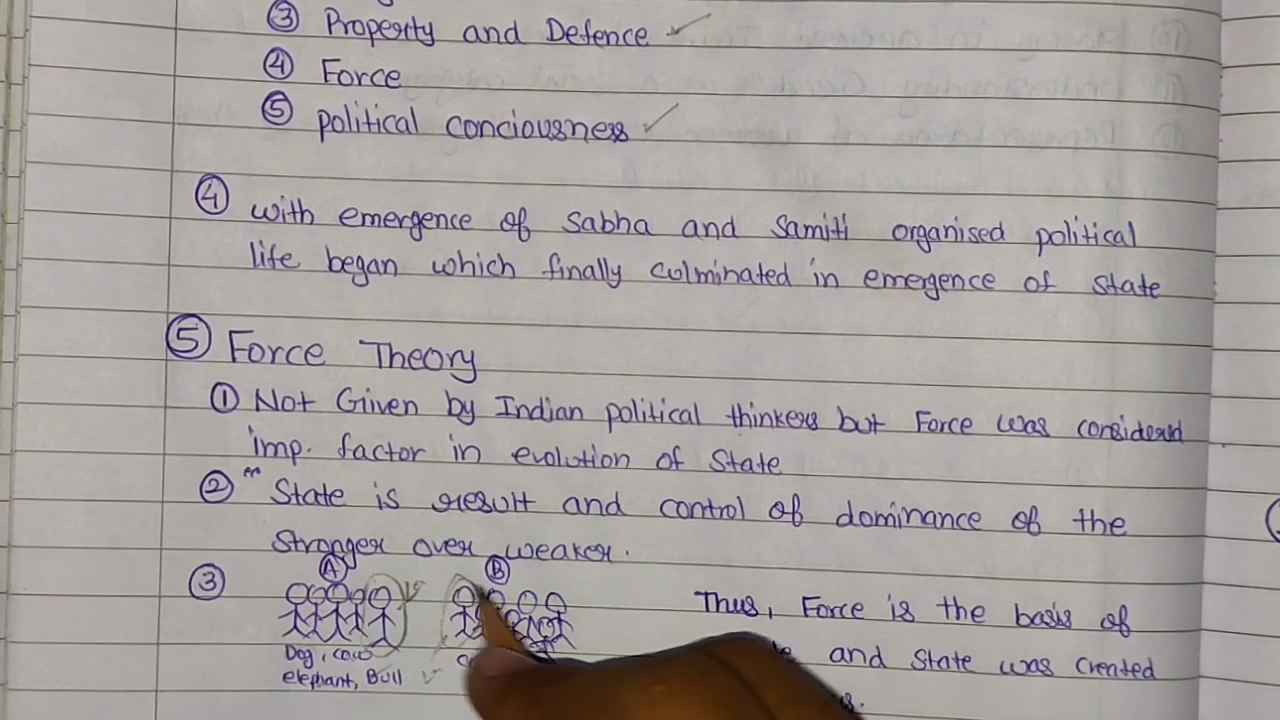 ③ Property and Defence ✓
④ Force
⑤ political conciousness ✓
④ with emergence of Sabha and Samiti organised political
life began which finally culminated in emergence of State
⑤ Force Theory
① Not Given by Indian political thinkers but Force was considered
imp. factor in evolution of State
② "" State is result and control of dominance of the
Stronger over weaker.
Ⓐ Ⓑ
③ Thus, Force is the basis of
Dog, cow and State was created
elephant, Bull ✓